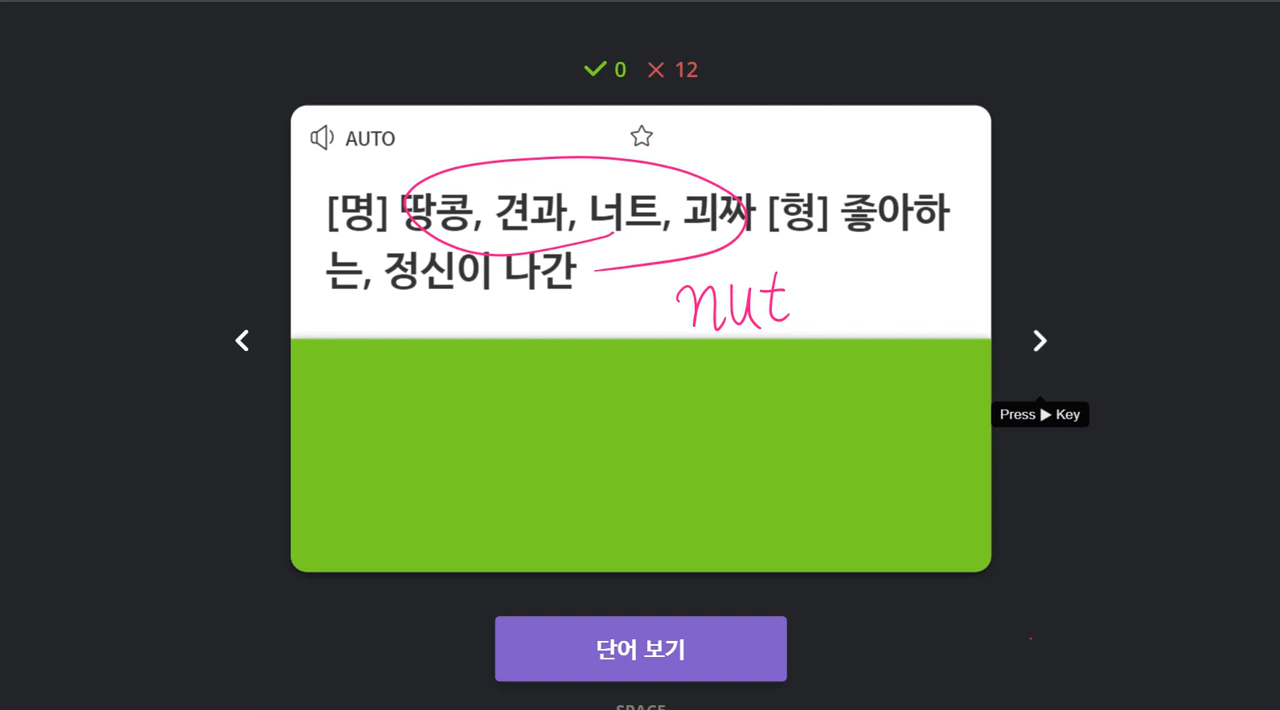 0 12
AUTO
[명] 땅콩, 견과, 너트, 괴짜 [형] 좋아하
는, 정신이 나간
nut
Press ▶ Key
단어 보기
SPACE